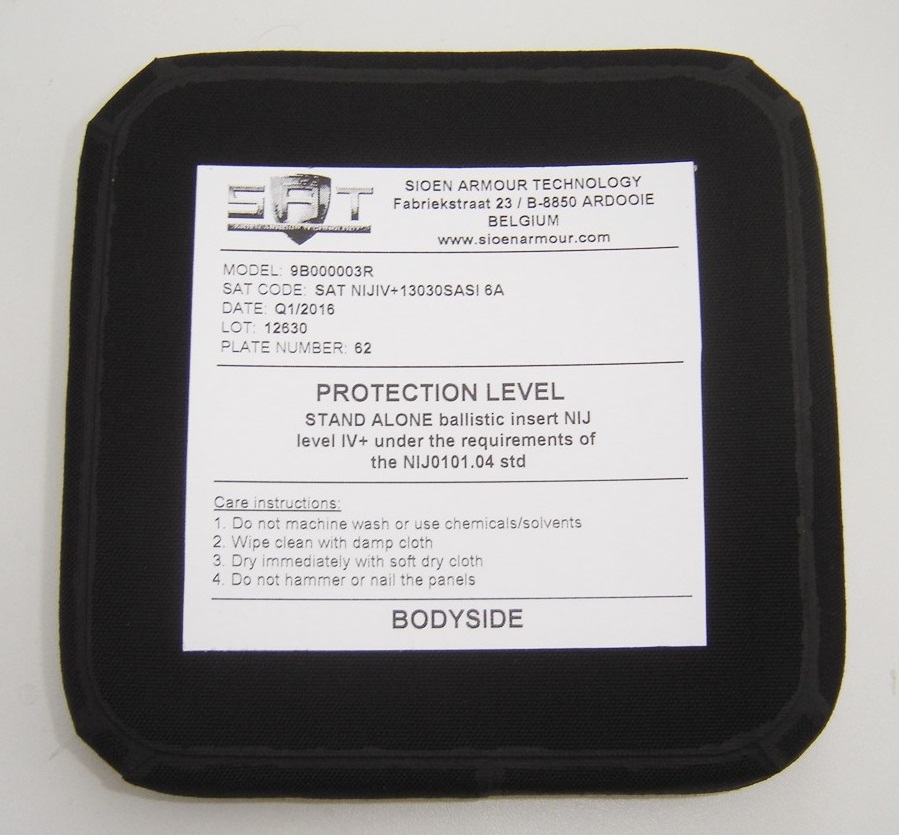 SAT
SIOEN ARMOUR TECHNOLOGY
SIOEN ARMOUR TECHNOLOGY
Fabriekstraat 23 / B-8850 ARDOOIE
BELGIUM
www.sioenarmour.com
MODEL: 9B000003R
SAT CODE: SAT NIJIV+13030SASI 6A
DATE: Q1/2016
LOT: 12630
PLATE NUMBER: 62
PROTECTION LEVEL
STAND ALONE ballistic insert NIJ
level IV+ under the requirements of
the NIJ0101.04 std
Care instructions:
1. Do not machine wash or use chemicals/solvents
2. Wipe clean with damp cloth
3. Dry immediately with soft dry cloth
4. Do not hammer or nail the panels
BODYSIDE